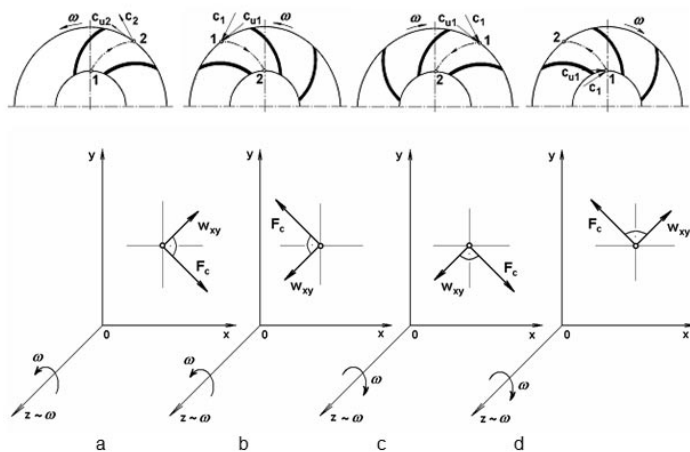 ω c_u2 c_2 2 1
c_1 c_u1 ω 1 2
c_u1 c_1 ω 1 2
ω 2 c_u1 1 c_1
y w_xy F_c 0 x ω z ~ ω
y F_c w_xy 0 x ω z ~ ω
y w_xy F_c 0 x ω z ~ ω
y F_c w_xy 0 x ω z ~ ω
a b c d